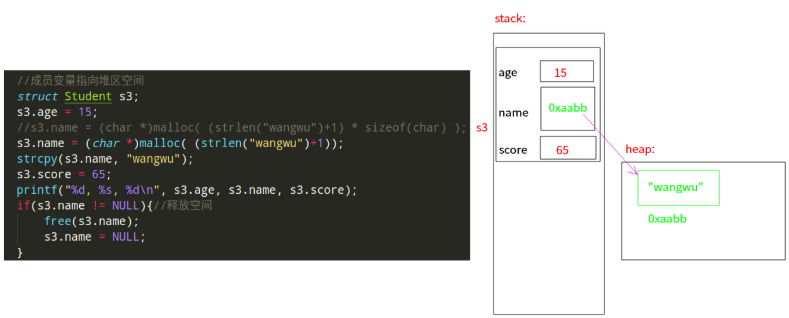 //成员变量指向堆区空间
struct Student s3;
s3.age = 15;
//s3.name = (char *)malloc( (strlen("wangwu")+1) * sizeof(char) );
s3.name = (char *)malloc( (strlen("wangwu")+1));
strcpy(s3.name, "wangwu");
s3.score = 65;
printf("%d, %s, %d\n", s3.age, s3.name, s3.score);
if(s3.name != NULL){//释放空间
free(s3.name);
s3.name = NULL;
}
stack:
s3
age 15
name 0xaabb
score 65
heap:
"wangwu"
0xaabb